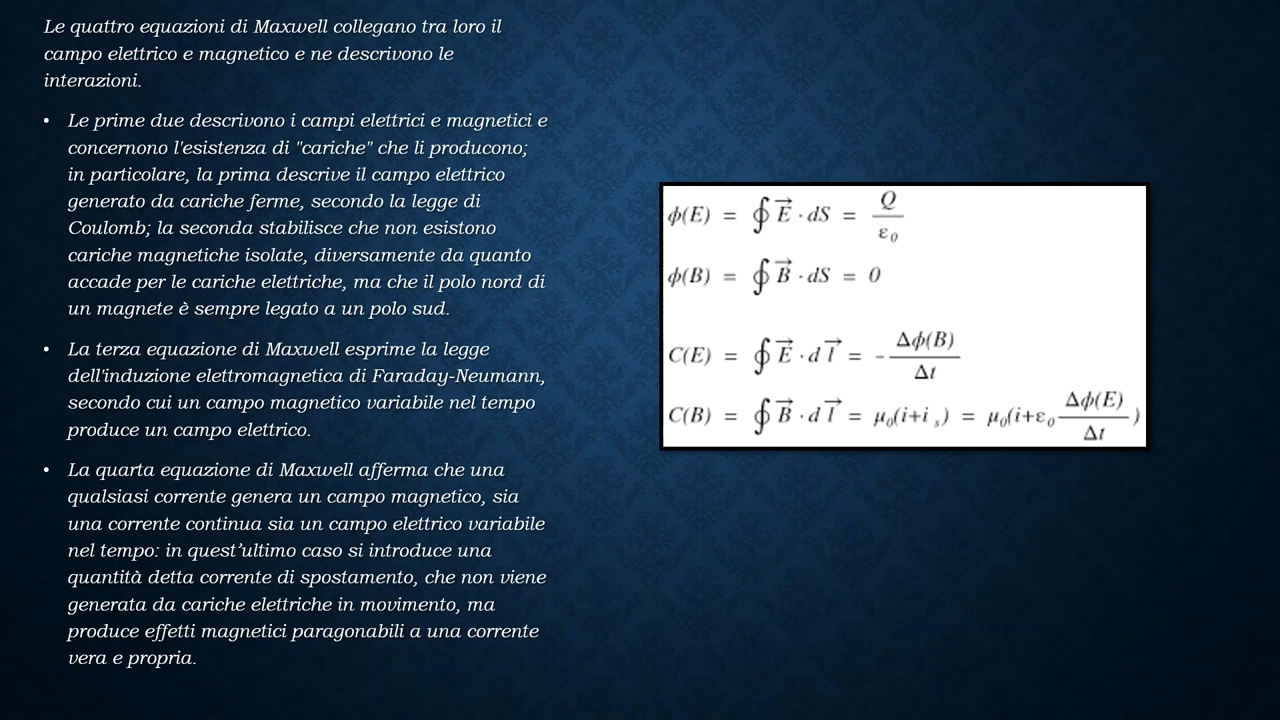 Le quattro equazioni di Maxwell collegano tra loro il
campo elettrico e magnetico e ne descrivono le
interazioni.
• Le prime due descrivono i campi elettrici e magnetici e
concernono l'esistenza di "cariche" che li producono;
in particolare, la prima descrive il campo elettrico
generato da cariche ferme, secondo la legge di
Coulomb; la seconda stabilisce che non esistono
cariche magnetiche isolate, diversamente da quanto
accade per le cariche elettriche, ma che il polo nord di
un magnete è sempre legato a un polo sud.
• La terza equazione di Maxwell esprime la legge
dell'induzione elettromagnetica di Faraday-Neumann,
secondo cui un campo magnetico variabile nel tempo
produce un campo elettrico.
• La quarta equazione di Maxwell afferma che una
qualsiasi corrente genera un campo magnetico, sia
una corrente continua sia un campo elettrico variabile
nel tempo: in quest’ultimo caso si introduce una
quantità detta corrente di spostamento, che non viene
generata da cariche elettriche in movimento, ma
produce effetti magnetici paragonabili a una corrente
vera e propria.
ϕ(E) = ∮ E⃗ · dS = Q/ε₀
ϕ(B) = ∮ B⃗ · dS = 0
C(E) = ∮ E⃗ · d l⃗ = - Δϕ(B)/Δt
C(B) = ∮ B⃗ · d l⃗ = μ₀(i+i ₛ) = μ₀(i+ε₀ Δϕ(E)/Δt )